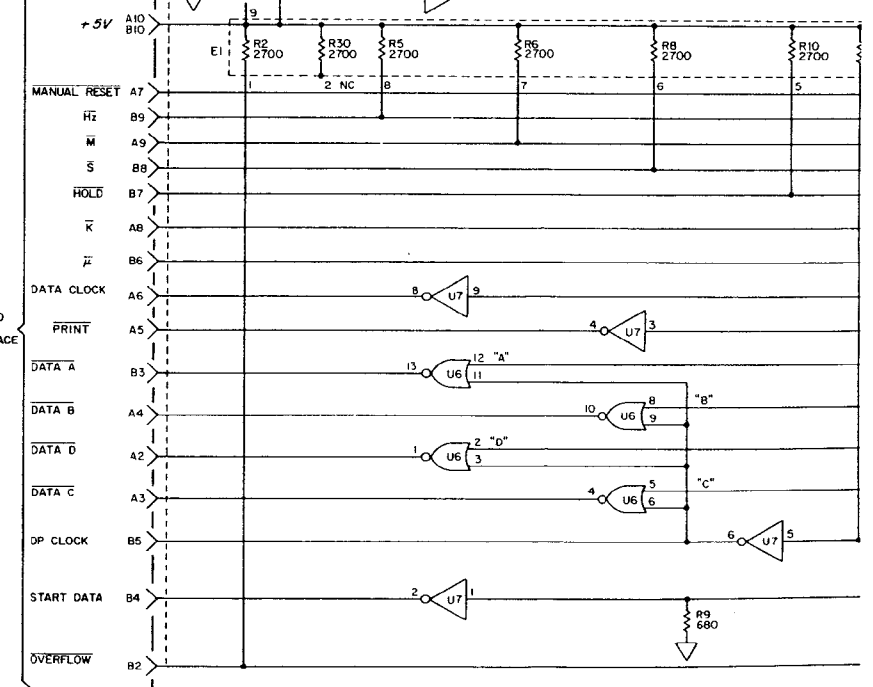 9
+5V A10
B10
E1 R2 2700 R30 2700 R5 2700 R6 2700 R8 2700 R10 2700
1 2 NC 8 7 6 5
MANUAL RESET A7
Hz B9
M A9
S B8
HOLD B7
K A8
μ B6
DATA CLOCK A6 8 U7 9
PRINT A5 4 U7 3
ACE
DATA A B3 13 U6 12 "A"
11
DATA B A4 10 U6 8 "B"
9
DATA D A2 1 U6 2 "D"
3
DATA C A3 4 U6 5 "C"
6
DP CLOCK B5 6 U7 5
START DATA B4 2 U7 1
R9
680
OVERFLOW B2